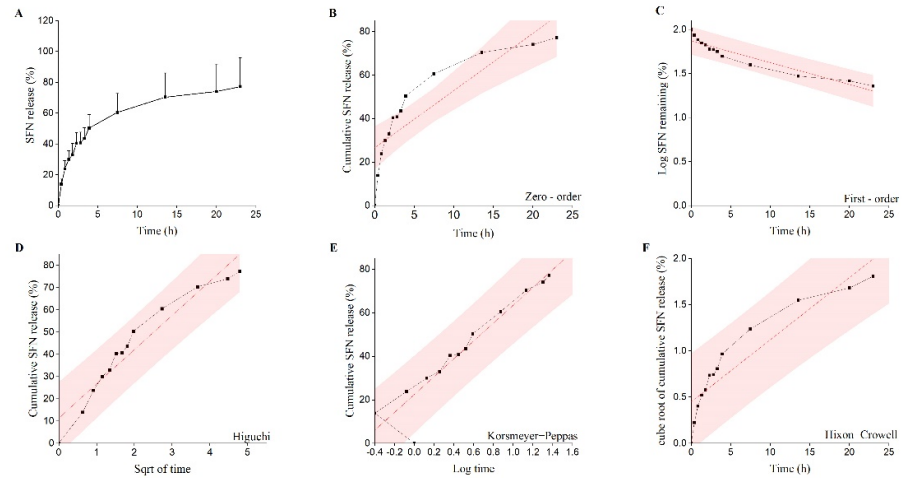 A
120
100
80
60
40
20
0
SFN release (%)
0 5 10 15 20 25
Time (h)
B
80
60
40
20
0
Cumulative SFN release (%)
Zero - order
0 5 10 15 20 25
Time (h)
C
2.0
1.5
1.0
0.5
0.0
Log SFN remaining (%)
First - order
0 5 10 15 20 25
Time (h)
D
80
70
60
50
40
30
20
10
0
Cumulative SFN release (%)
Higuchi
0 1 2 3 4 5
Sqrt of time
E
80
60
40
20
0
Cumulative SFN release (%)
Korsmeyer−Peppas
-0.4 -0.2 0.0 0.2 0.4 0.6 0.8 1.0 1.2 1.4 1.6
Log time
F
2.0
1.5
1.0
0.5
0.0
cube root of cumulative SFN release (%)
Hixon Crowell
0 5 10 15 20 25
Time (h)